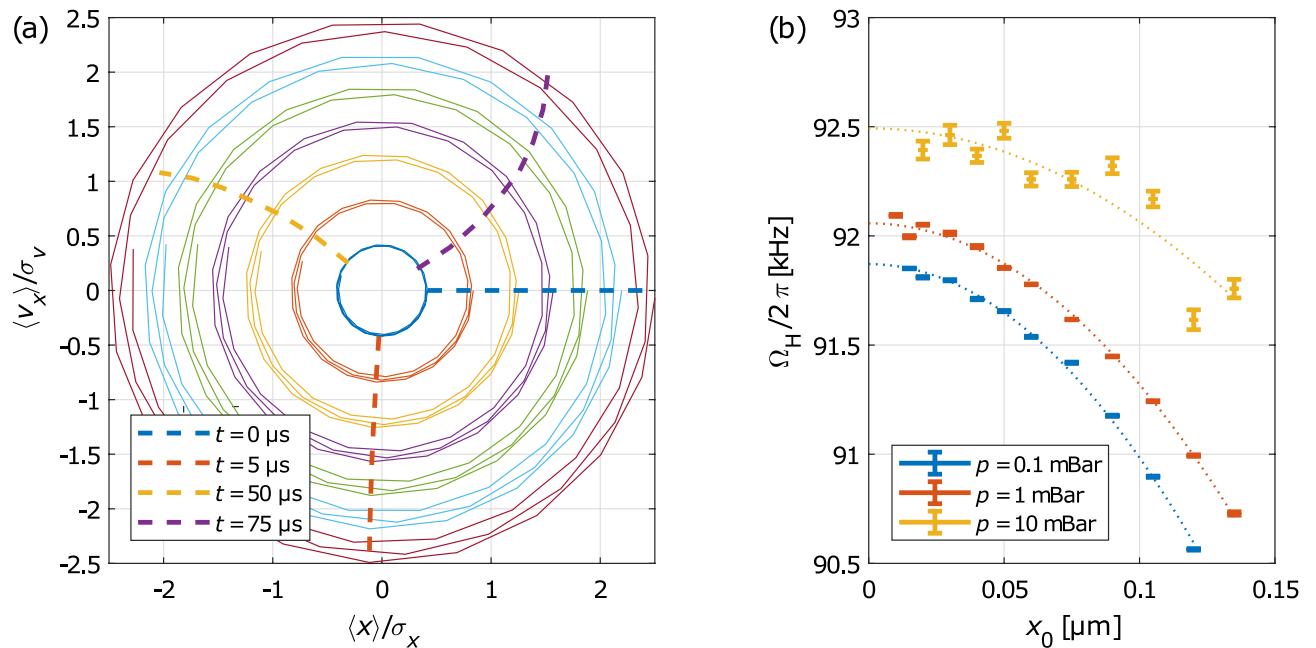 (a)
2.5
2
1.5
1
0.5
0
-0.5
-1
-1.5
-2
-2.5
-2
-1
0
1
2
⟨v_x⟩/σ_v
⟨x⟩/σ_x
t = 0 µs
t = 5 µs
t = 50 µs
t = 75 µs
(b)
93
92.5
92
91.5
91
90.5
0
0.05
0.1
0.15
Ω_H/2 π [kHz]
x_0 [µm]
p = 0.1 mBar
p = 1 mBar
p = 10 mBar